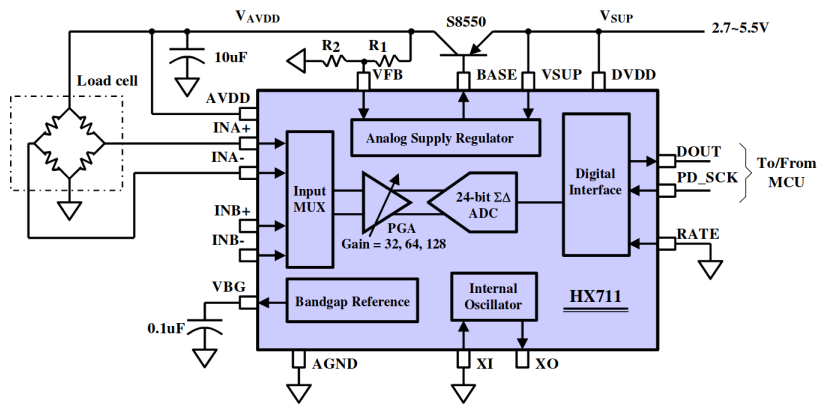 S8550
VAVDD
VSUP
2.7~5.5V
R2
R1
10uF
Load cell
VFB
BASE
VSUP
DVDD
AVDD
INA+
INA-
INB+
INB-
VBG
0.1uF
Analog Supply Regulator
Input
MUX
PGA
Gain = 32, 64, 128
24-bit ΣΔ
ADC
Digital
Interface
DOUT
PD_SCK
To/From
MCU
RATE
Bandgap Reference
Internal
Oscillator
HX711
AGND
XI
XO